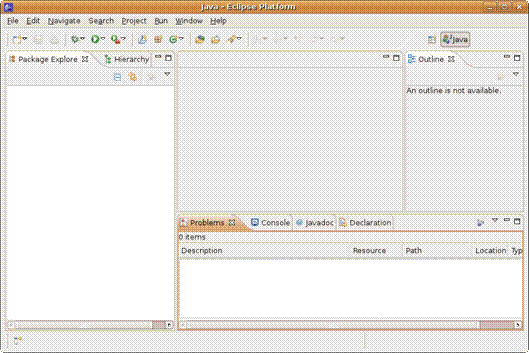 Java - Eclipse Platform
File Edit Navigate Search Project Run Window Help
Java
Package Explore Hierarchy
Outline
An outline is not available.
Problems Console Javadoc Declaration
0 items
Description Resource Path Location Typ